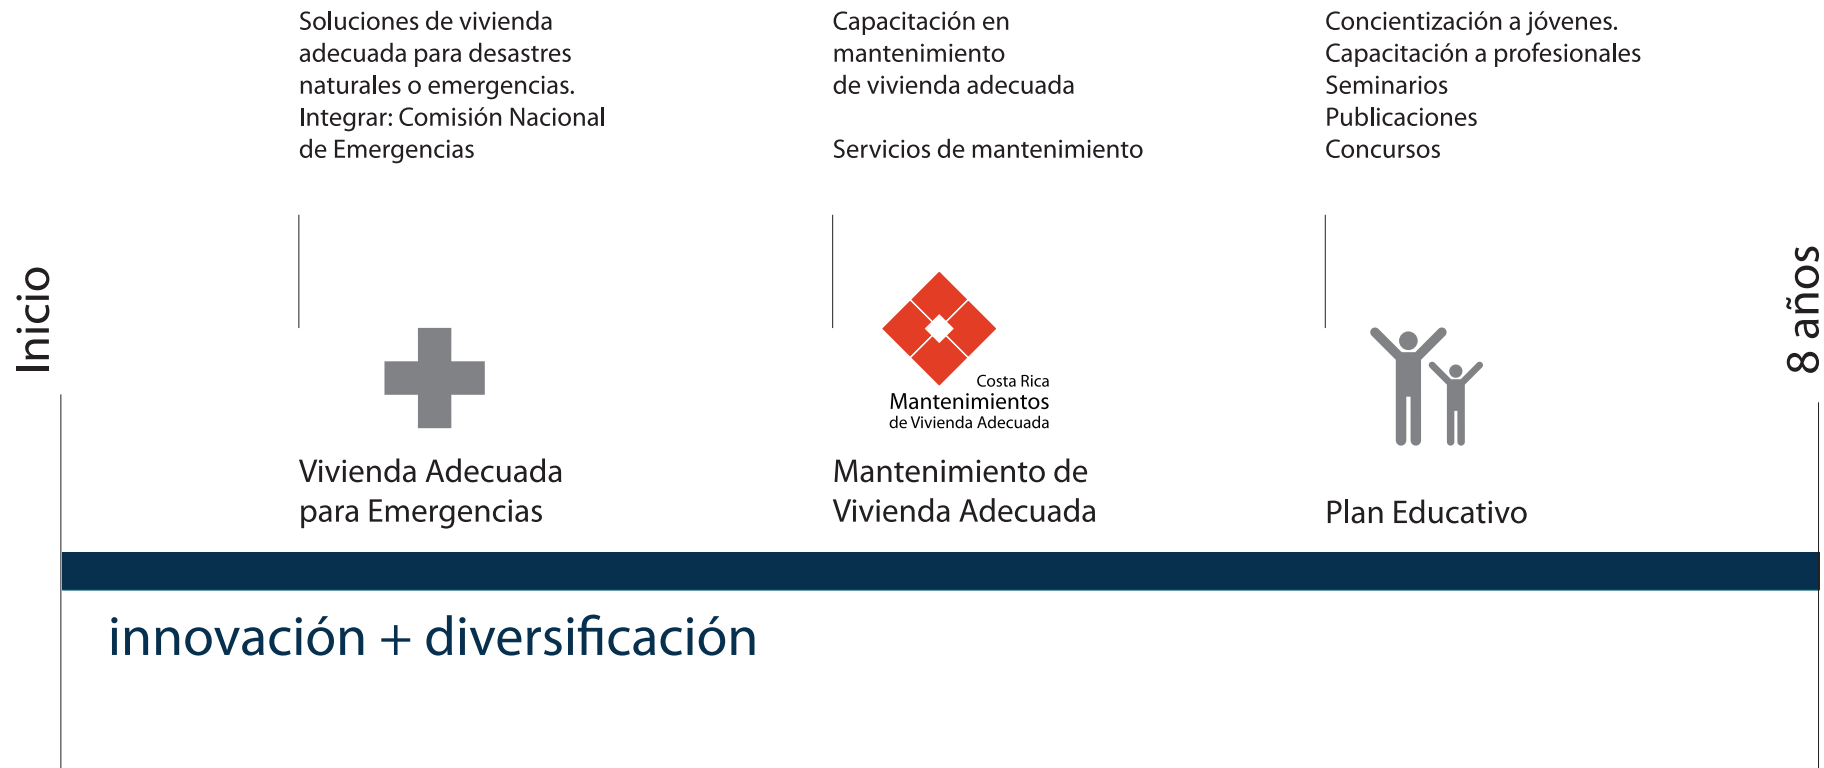 Soluciones de vivienda
adecuada para desastres
naturales o emergencias.
Integrar: Comisión Nacional
de Emergencias
Capacitación en
mantenimiento
de vivienda adecuada
Servicios de mantenimiento
Concientización a jóvenes.
Capacitación a profesionales
Seminarios
Publicaciones
Concursos
Inicio
8 años
Costa Rica
Mantenimientos
de Vivienda Adecuada
Vivienda Adecuada
para Emergencias
Mantenimiento de
Vivienda Adecuada
Plan Educativo
innovación + diversificación